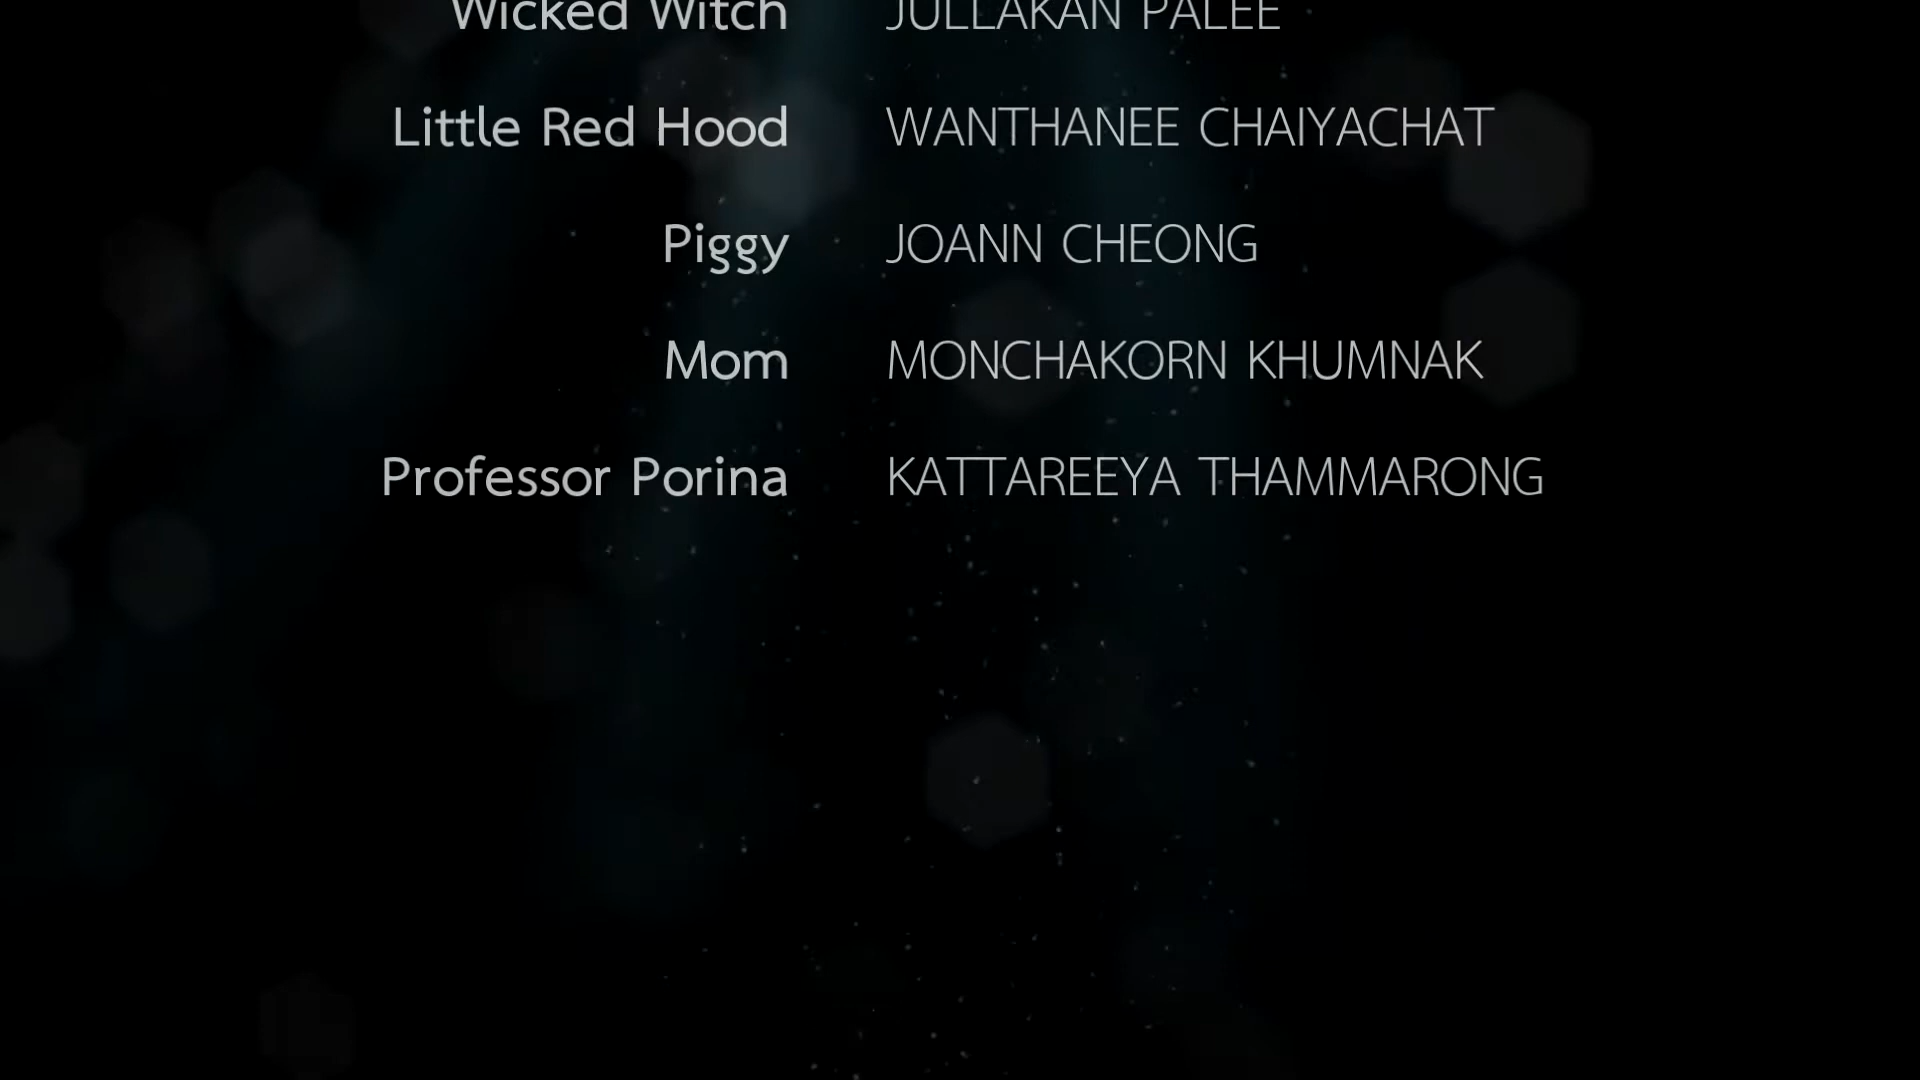 Wicked Witch JULLAKAN PALEE
Little Red Hood WANTHANEE CHAIYACHAT
Piggy JOANN CHEONG
Mom MONCHAKORN KHUMNAK
Professor Porina KATTAREEYA THAMMARONG